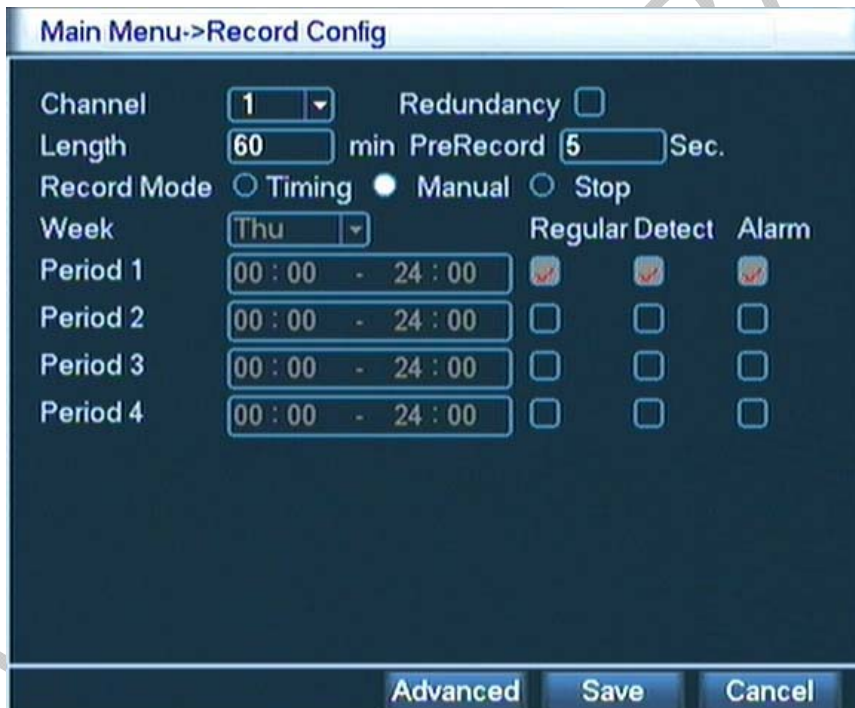 Main Menu->Record Config
Channel 1 Redundancy
Length 60 min PreRecord 5 Sec.
Record Mode Timing Manual Stop
Week Thu Regular Detect Alarm
Period 1 00:00 - 24:00
Period 2 00:00 - 24:00
Period 3 00:00 - 24:00
Period 4 00:00 - 24:00
Advanced Save Cancel